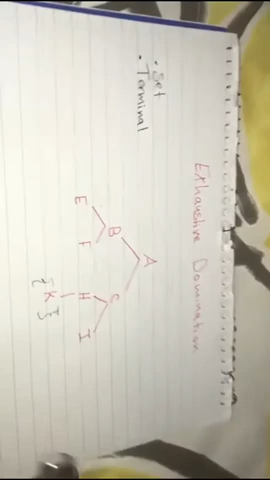 Exhaustive Domination
• Set
• Terminal
A
B C
E F H I
K